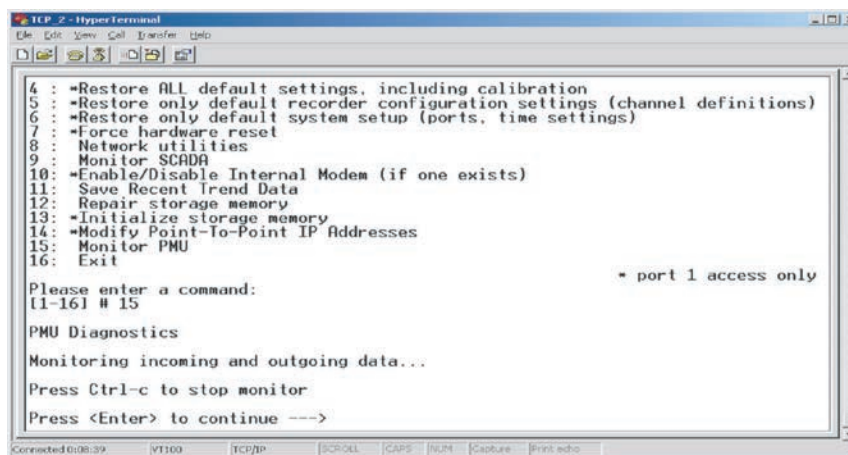 TCP_2 - HyperTerminal
File Edit View Call Transfer Help
4 : *Restore ALL default settings, including calibration
5 : *Restore only default recorder configuration settings (channel definitions)
6 : *Restore only default system setup (ports, time settings)
7 : *Force hardware reset
8 : Network utilities
9 : Monitor SCADA
10: *Enable/Disable Internal Modem (if one exists)
11: Save Recent Trend Data
12: Repair storage memory
13: *Initialize storage memory
14: *Modify Point-To-Point IP Addresses
15: Monitor PMU
16: Exit
* port 1 access only
Please enter a command:
[1-16] # 15
PMU Diagnostics
Monitoring incoming and outgoing data...
Press Ctrl-c to stop monitor
Press <Enter> to continue --->
Connected 0:08:39 VT100 TCP/IP SCROLL CAPS NUM Capture Print echo